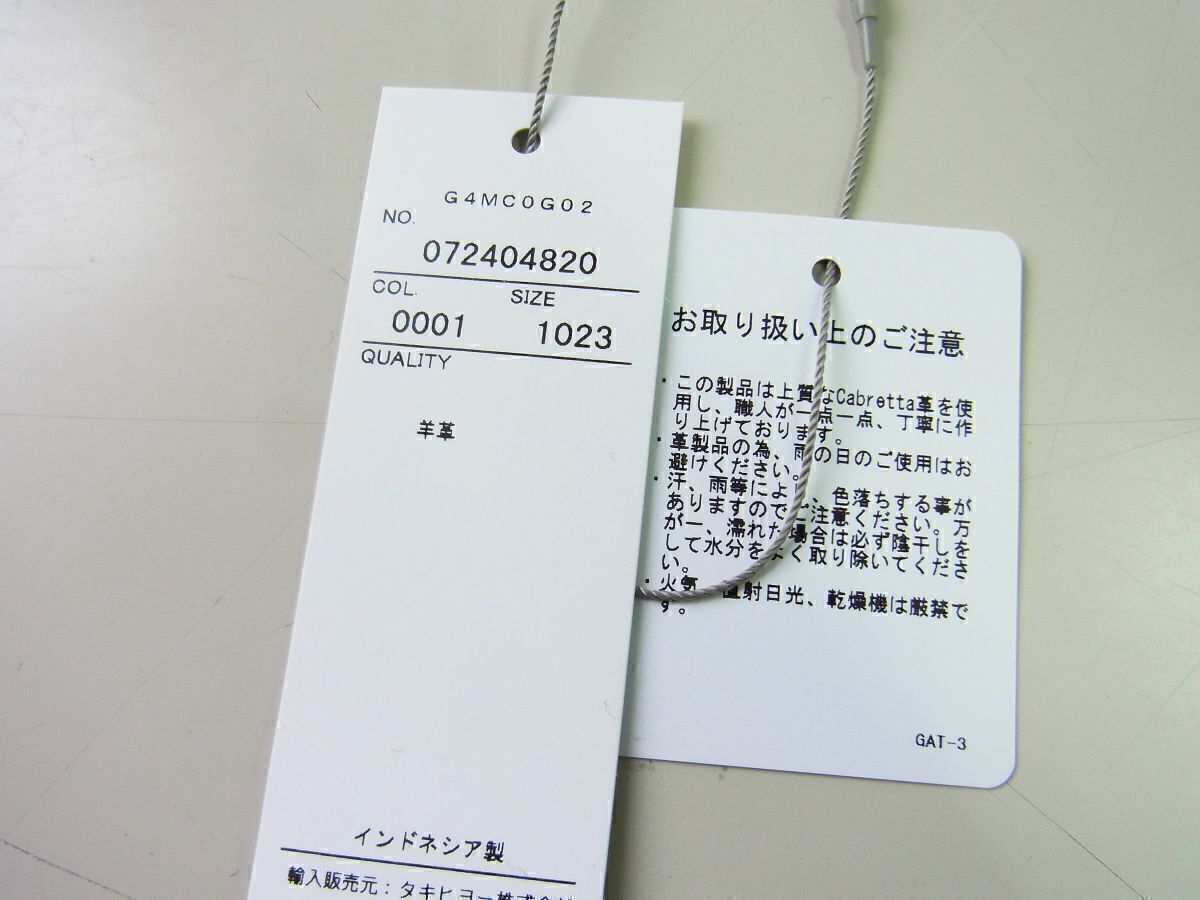 G4MC0G02
NO.
072404820
COL. SIZE
0001 1023
QUALITY
羊革
インドネシア製
輸入販売元:タキヒヨー株式会社
お取り扱い上のご注意
・この製品は上質なCabretta革を使
用し、職人が一点一点、丁寧に作
り上げております。
・革製品の為、雨の日のご使用はお
避けください。
・汗、雨等により、色落ちする事が
ありますのでご注意ください。万
が一、濡れた場合は必ず陰干しを
して水分をよく取り除いてくださ
い。
・火気、直射日光、乾燥機は厳禁で
す。
GAT-3